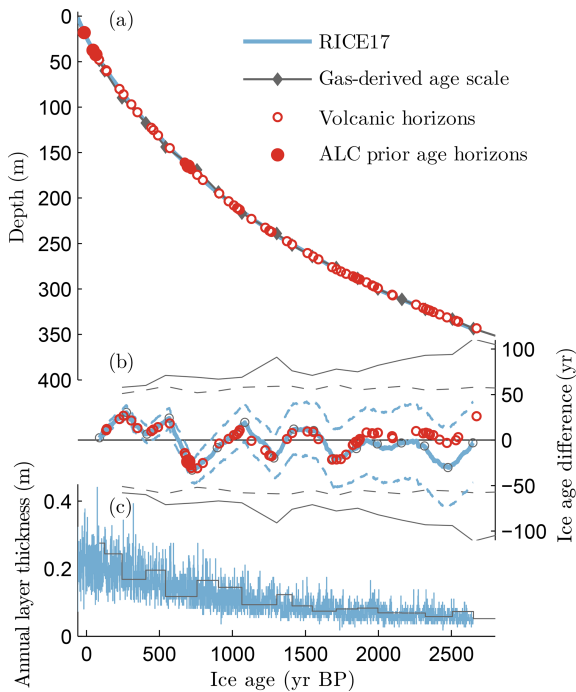 (a)
RICE17
Gas-derived age scale
Volcanic horizons
ALC prior age horizons
Depth (m)
0
50
100
150
200
250
300
350
400
(b)
Ice age difference (yr)
100
50
0
−50
−100
(c)
Annual layer thickness (m)
0.4
0.2
0
0 500 1000 1500 2000 2500
Ice age (yr BP)